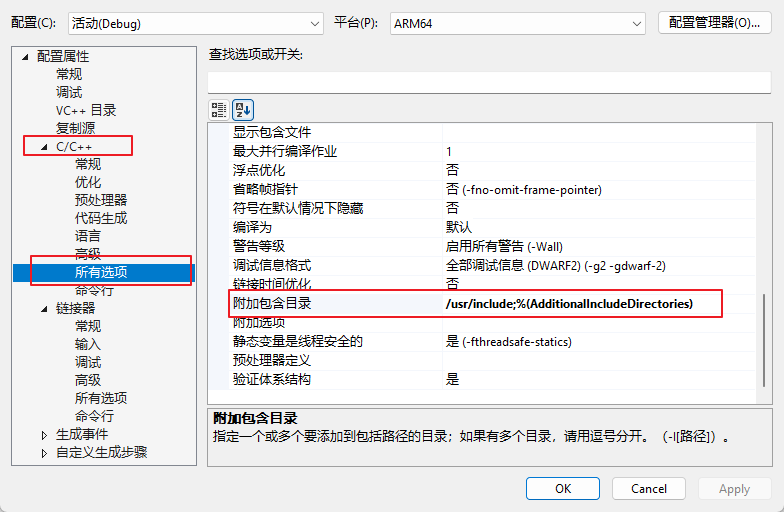 配置(C):
活动(Debug)
平台(P):
ARM64
配置管理器(O)...
配置属性
常规
调试
VC++ 目录
复制源
C/C++
常规
优化
预处理器
代码生成
语言
高级
所有选项
命令行
链接器
常规
输入
调试
高级
所有选项
命令行
生成事件
自定义生成步骤
查找选项或开关:
显示包含文件
最大并行编译作业 1
浮点优化 否
省略帧指针 否 (-fno-omit-frame-pointer)
符号在默认情况下隐藏 否
编译为 默认
警告等级 启用所有警告 (-Wall)
调试信息格式 全部调试信息 (DWARF2) (-g2 -gdwarf-2)
链接时间优化 否
附加包含目录 /usr/include;%(AdditionalIncludeDirectories)
附加选项
静态变量是线程安全的 是 (-fthreadsafe-statics)
预处理器定义
验证体系结构 是
附加包含目录
指定一个或多个要添加到包括路径的目录；如果有多个目录，请用逗号分开。 (-I[路径])。
OK
Cancel
Apply